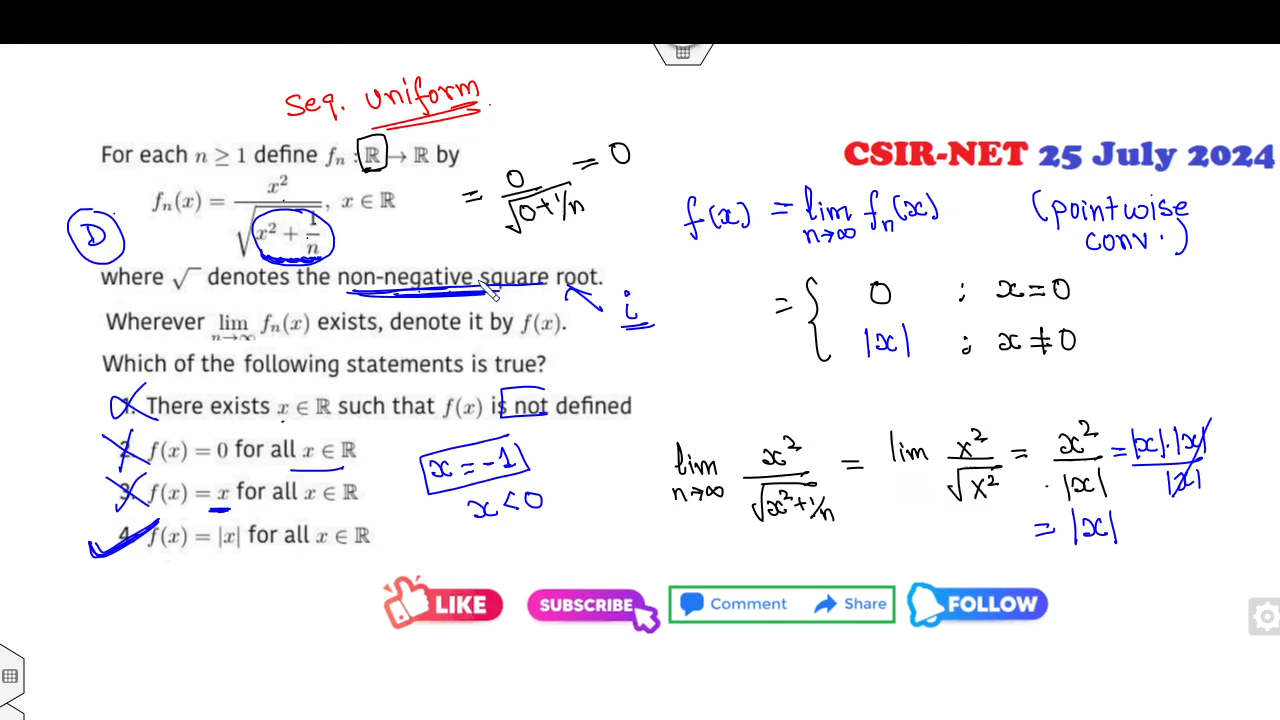 Seq. uniform
For each n ≥ 1 define fₙ : ℝ → ℝ by
fₙ(x) = x² / √(x² + 1/n), x ∈ ℝ
= 0 / √(0 + 1/n) = 0
D
where √ denotes the non-negative square root.
i
Wherever lim n→∞ fₙ(x) exists, denote it by f(x).
Which of the following statements is true?
1. There exists x ∈ ℝ such that f(x) is not defined
2. f(x) = 0 for all x ∈ ℝ
3. f(x) = x for all x ∈ ℝ
4. f(x) = |x| for all x ∈ ℝ
x = -1
x < 0
CSIR-NET 25 July 2024
f(x) = lim n→∞ fₙ(x) (pointwise
conv.)
= { 0 ; x = 0
|x| ; x ≠ 0
lim n→∞ x² / √(x² + 1/n) = lim x² / √x² = x² / |x| = |x|·|x| / |x|
= |x|
LIKE
SUBSCRIBE
Comment
Share
FOLLOW